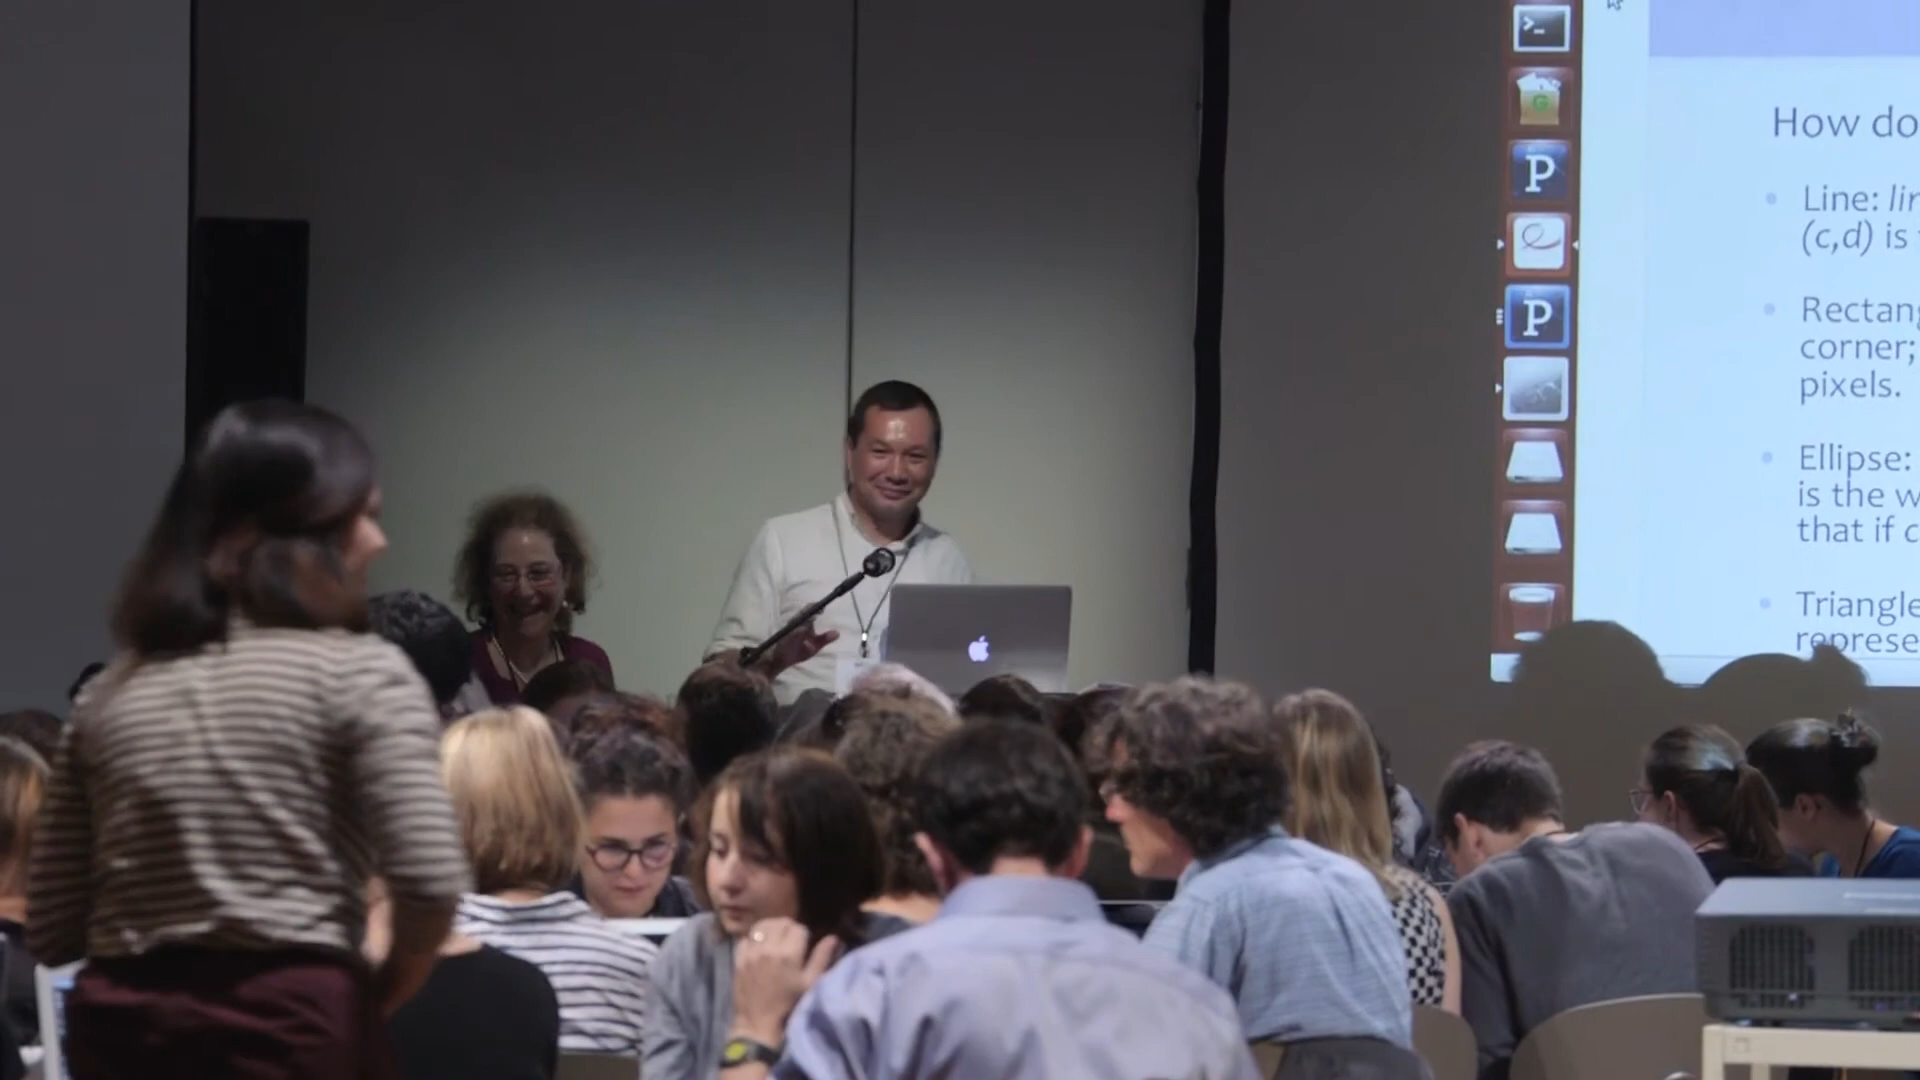 >_
G
P
P
How do
Line: lin
(c,d) is
Rectang
corner;
pixels.
Ellipse:
is the w
that if c
Triangle
represe